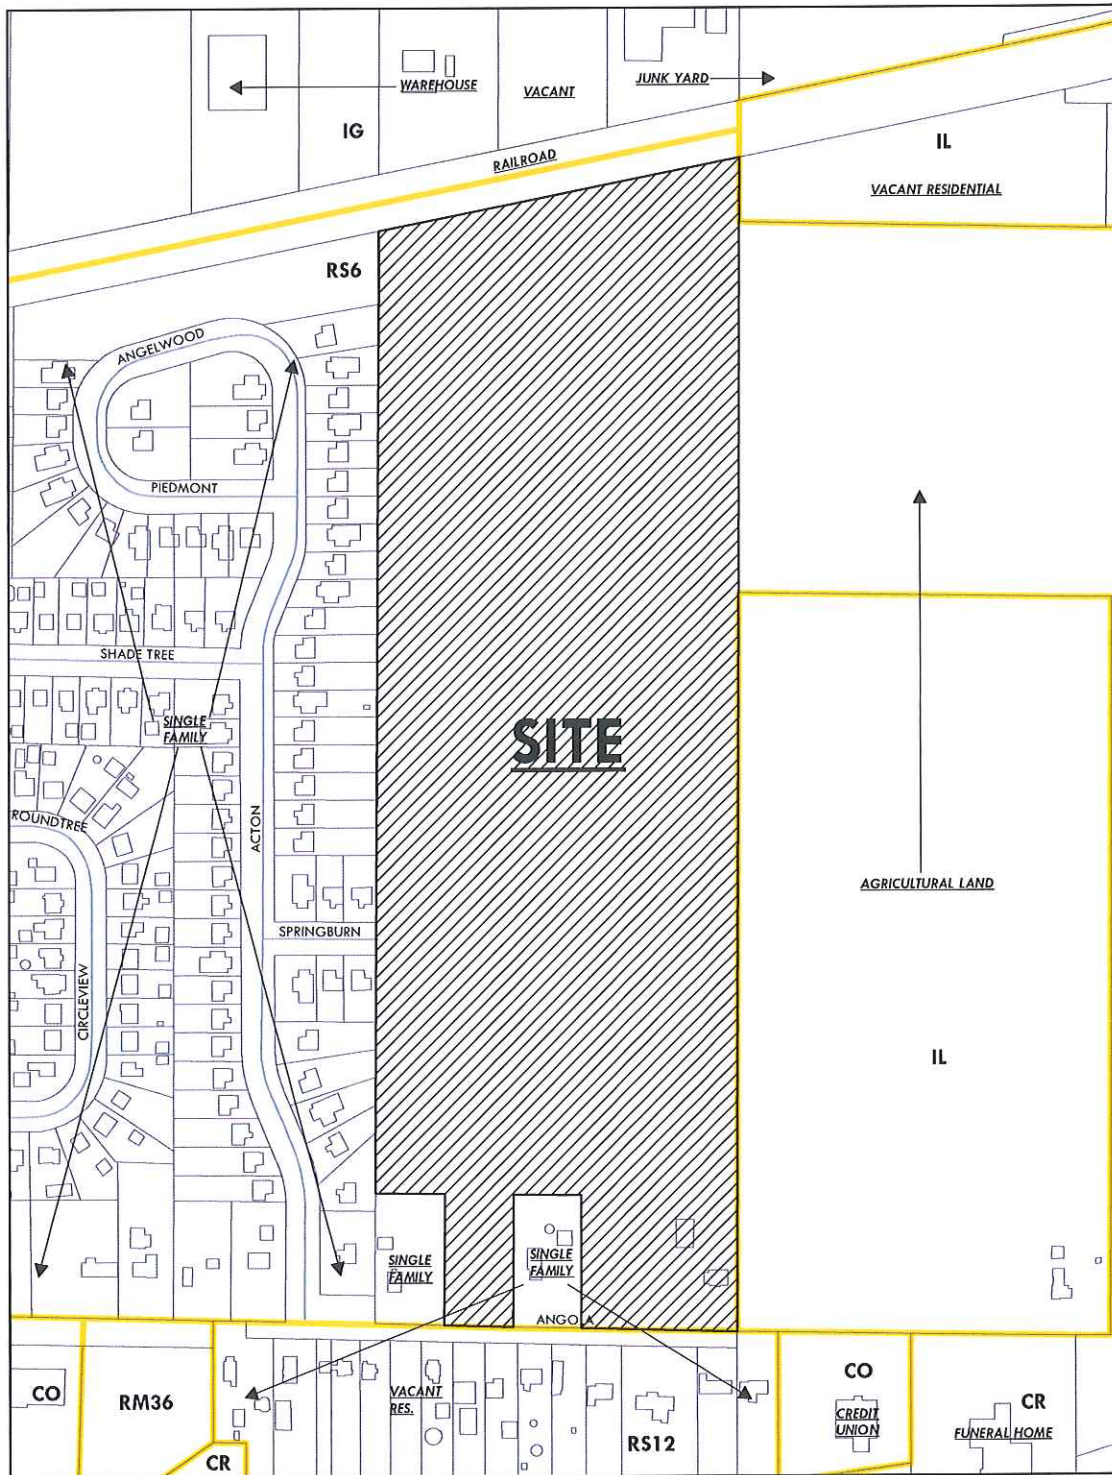 WAREHOUSE
JUNK YARD
VACANT
IG
RAILROAD
IL
VACANT RESIDENTIAL
RS6
ANGELWOOD
PIEDMONT
SHADE TREE
SINGLE
FAMILY
SITE
ROUNDTREE
ACTON
AGRICULTURAL LAND
SPRINGBURN
CIRCLEVIEW
IL
SINGLE
FAMILY
SINGLE
FAMILY
ANGOLA
CO
RM36
VACANT
RES.
CO
CR
CREDIT
UNION
FUNERAL HOME
RS12
CR